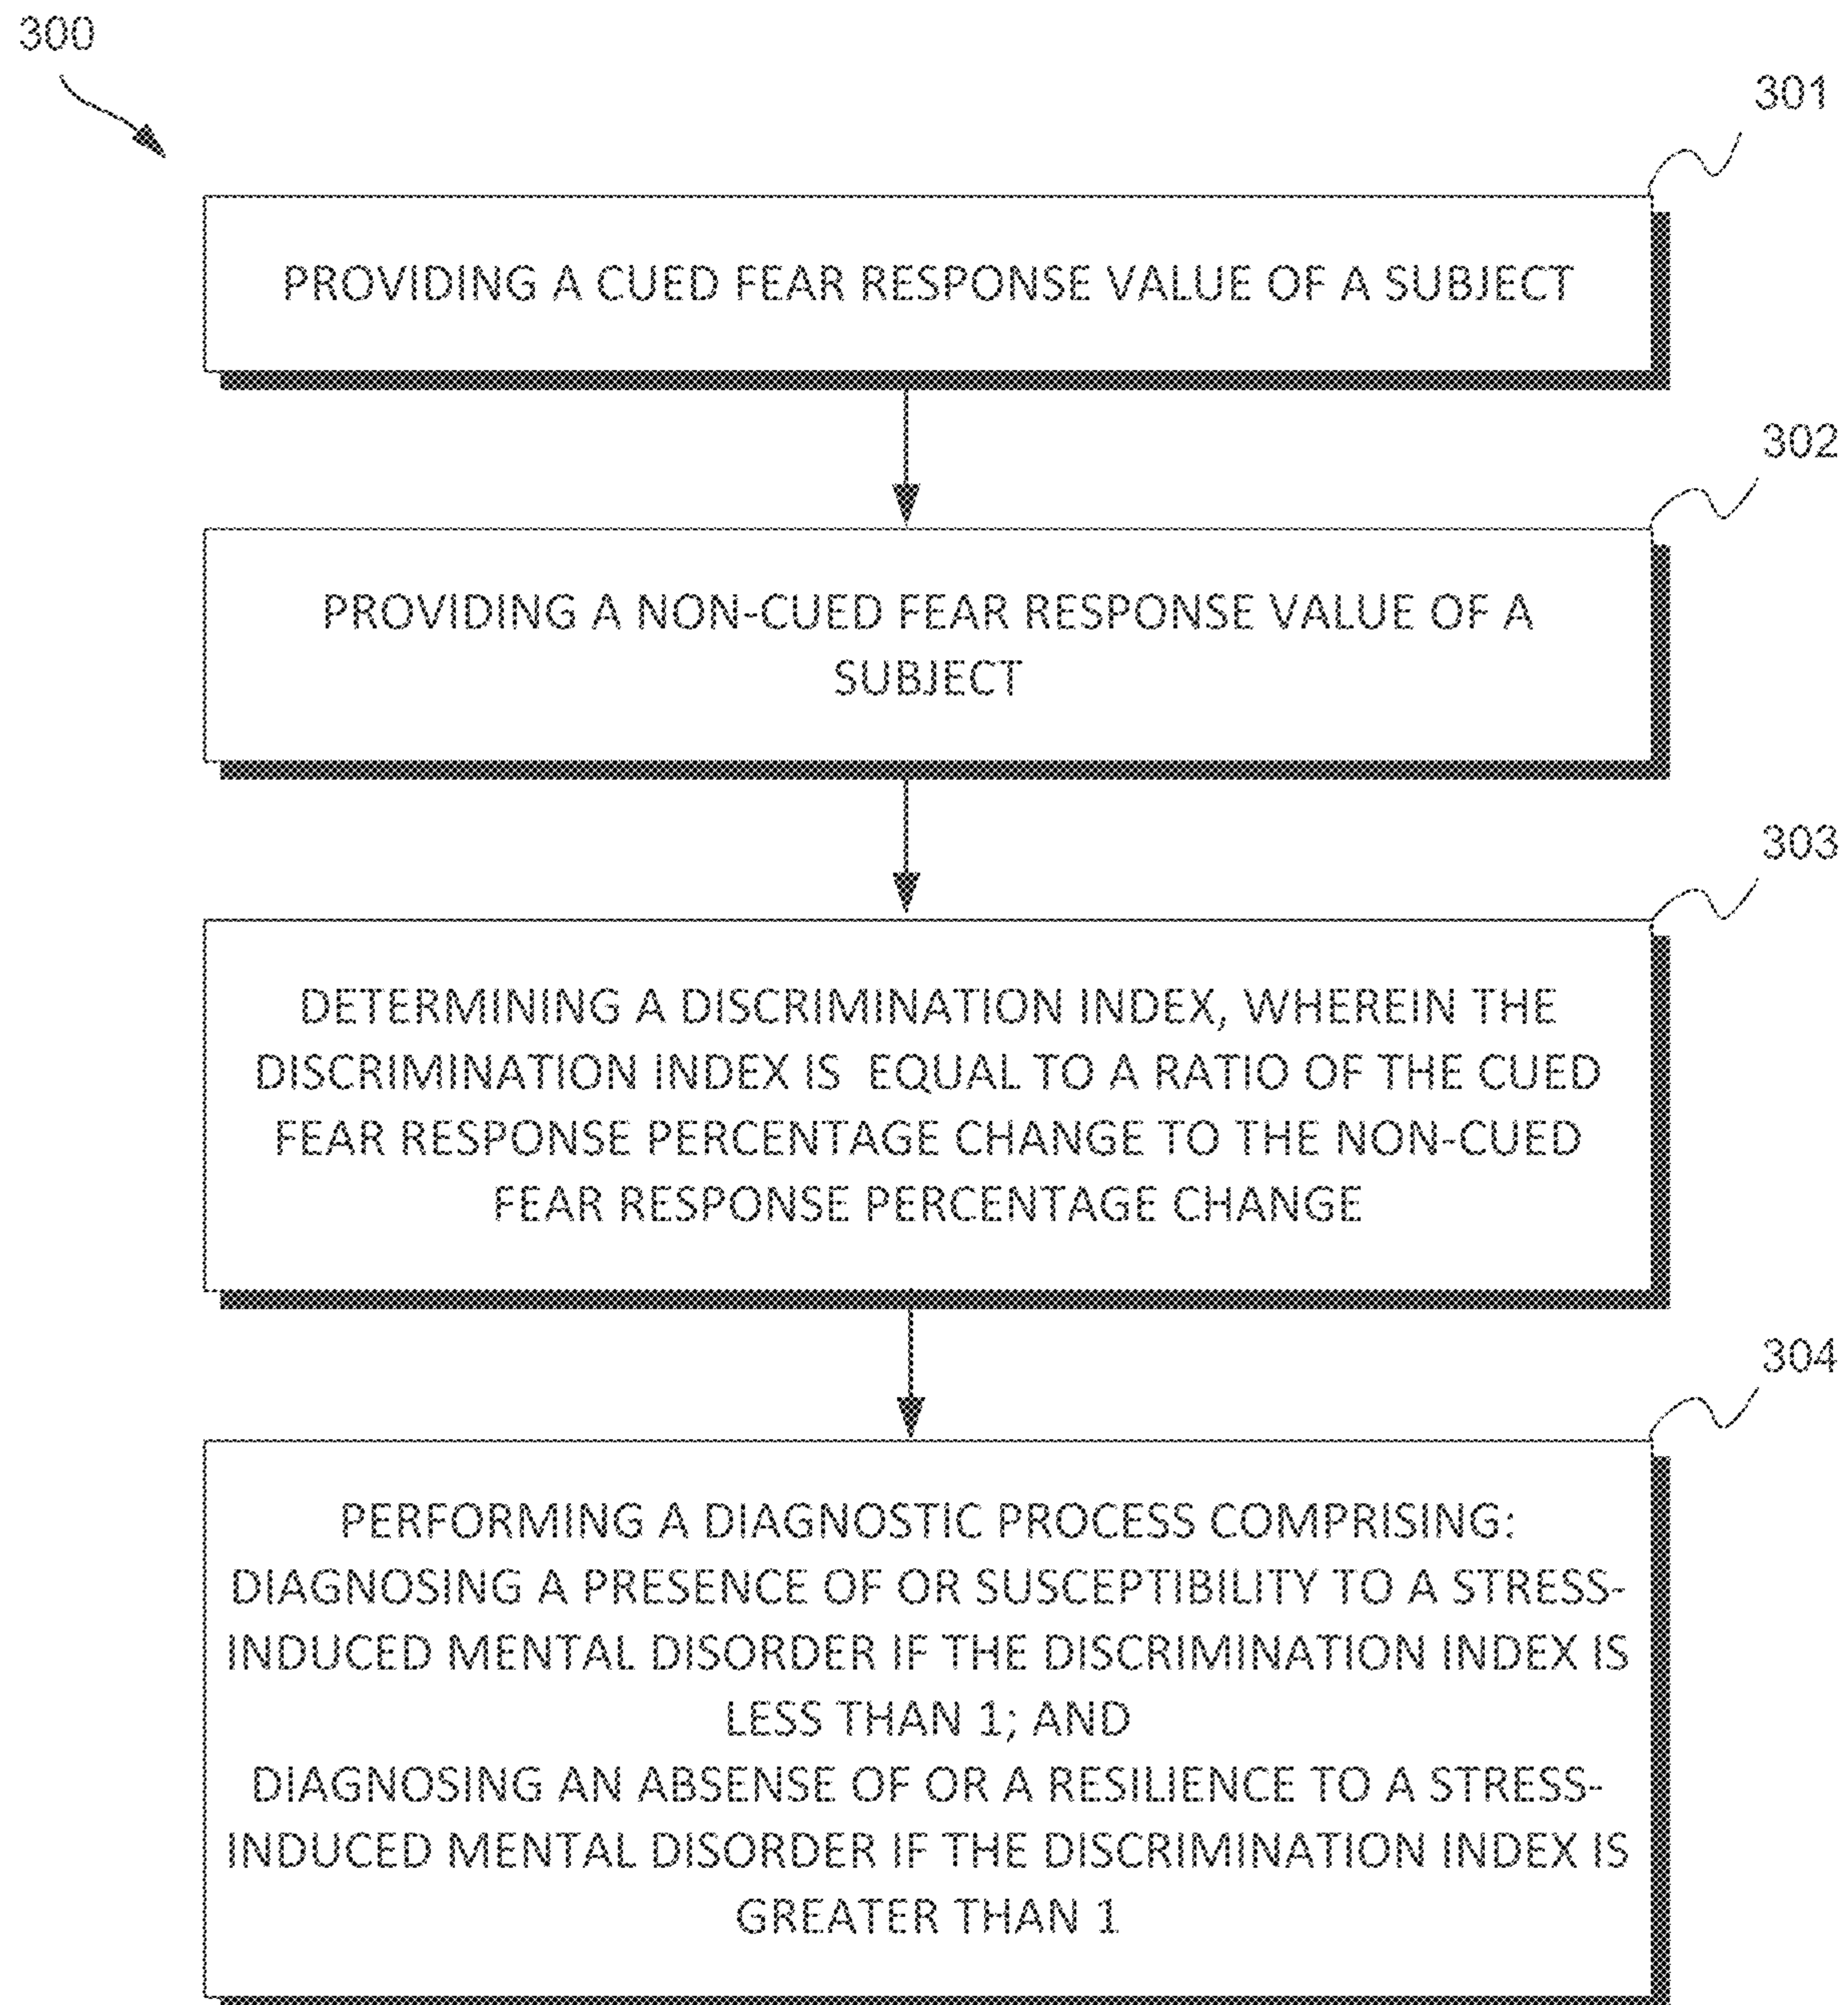 300
301
PROVIDING A CUED FEAR RESPONSE VALUE OF A SUBJECT
302
PROVIDING A NON-CUED FEAR RESPONSE VALUE OF A
SUBJECT
303
DETERMINING A DISCRIMINATION INDEX, WHEREIN THE
DISCRIMINATION INDEX IS EQUAL TO A RATIO OF THE CUED
FEAR RESPONSE PERCENTAGE CHANGE TO THE NON-CUED
FEAR RESPONSE PERCENTAGE CHANGE
304
PERFORMING A DIAGNOSTIC PROCESS COMPRISING:
DIAGNOSING A PRESENCE OF OR SUSCEPTIBILITY TO A STRESS-
INDUCED MENTAL DISORDER IF THE DISCRIMINATION INDEX IS
LESS THAN 1; AND
DIAGNOSING AN ABSENSE OF OR A RESILIENCE TO A STRESS-
INDUCED MENTAL DISORDER IF THE DISCRIMINATION INDEX IS
GREATER THAN 1